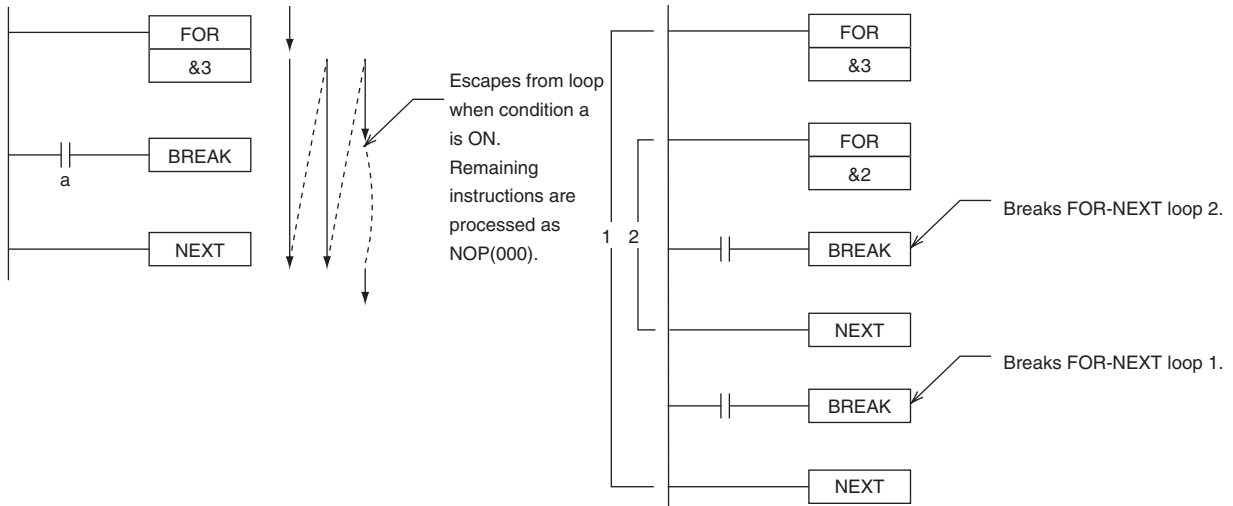 FOR
&3
BREAK
a
NEXT
Escapes from loop
when condition a
is ON.
Remaining
instructions are
processed as
NOP(000).
1 2
FOR
&3
FOR
&2
BREAK
Breaks FOR-NEXT loop 2.
NEXT
BREAK
Breaks FOR-NEXT loop 1.
NEXT